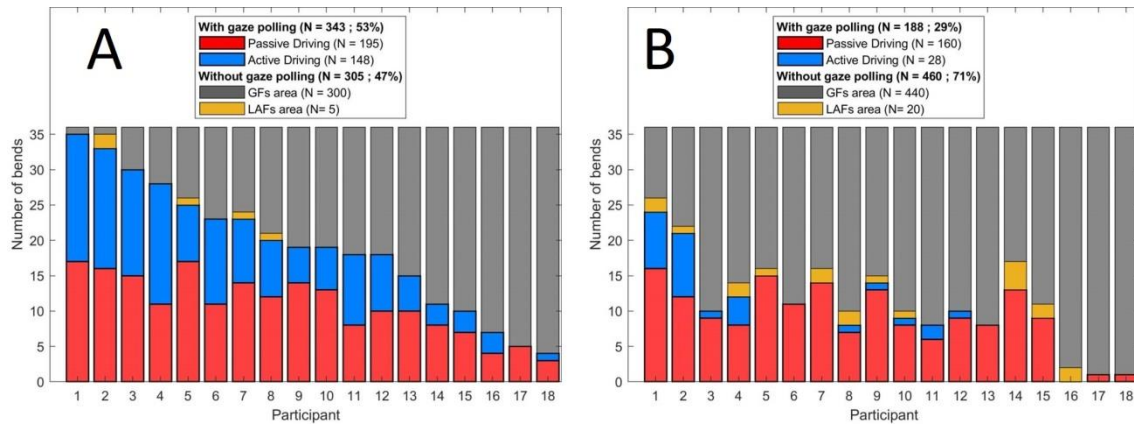 A
With gaze polling (N = 343 ; 53%)
Passive Driving (N = 195)
Active Driving (N = 148)
Without gaze polling (N = 305 ; 47%)
GFs area (N = 300)
LAFs area (N= 5)
Number of bends
35
30
25
20
15
10
5
0
1 2 3 4 5 6 7 8 9 10 11 12 13 14 15 16 17 18
Participant
B
With gaze polling (N = 188 ; 29%)
Passive Driving (N = 160)
Active Driving (N = 28)
Without gaze polling (N = 460 ; 71%)
GFs area (N = 440)
LAFs area (N= 20)
Number of bends
35
30
25
20
15
10
5
0
1 2 3 4 5 6 7 8 9 10 11 12 13 14 15 16 17 18
Participant